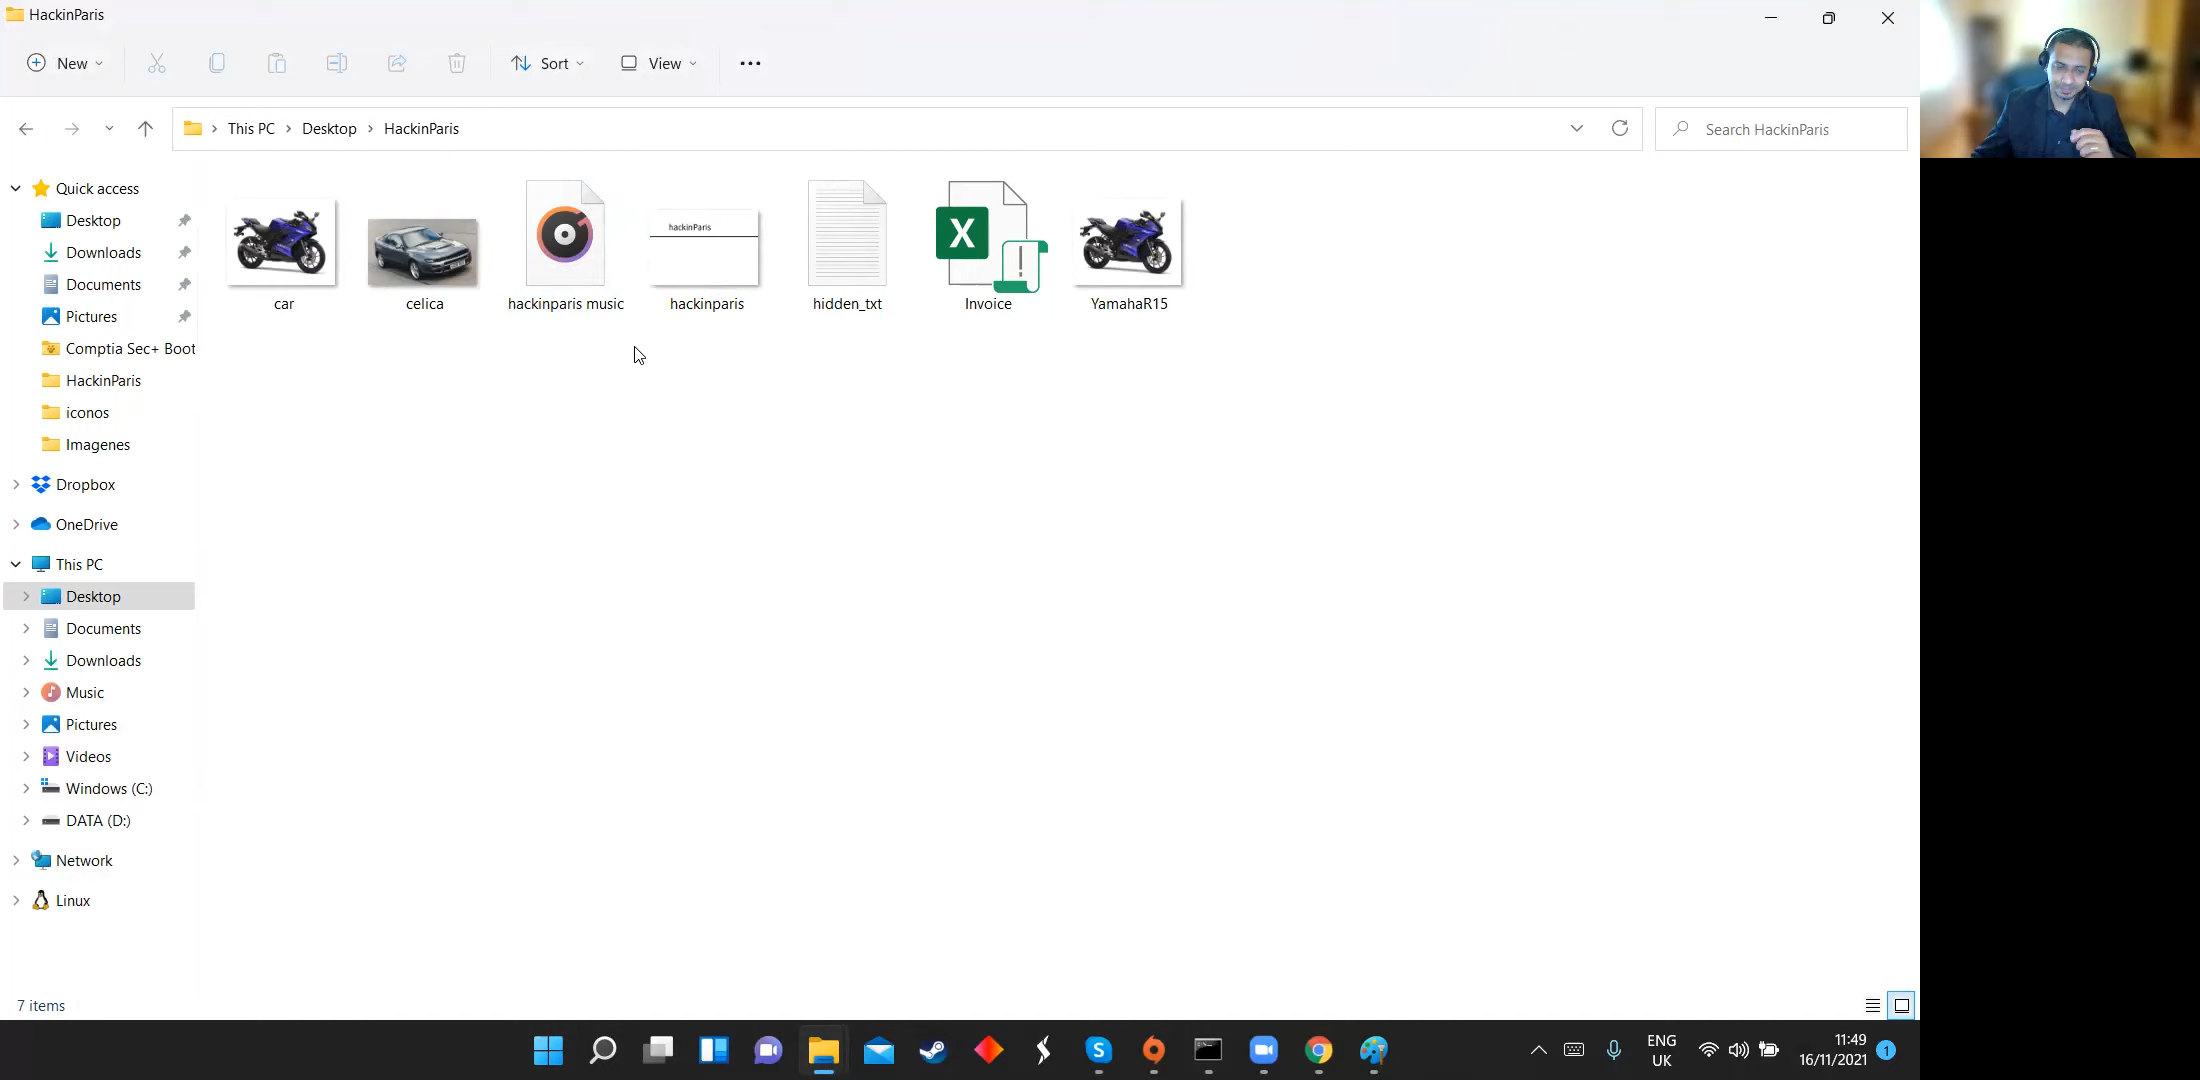 HackinParis
New
Sort
View
This PC
Desktop
HackinParis
Search HackinParis
Quick access
Desktop
Downloads
Documents
Pictures
Comptia Sec+ Boot
HackinParis
iconos
Imagenes
Dropbox
OneDrive
This PC
Desktop
Documents
Downloads
Music
Pictures
Videos
Windows (C:)
DATA (D:)
Network
Linux
hackinParis
X
car
celica
hackinparis music
hackinparis
hidden_txt
Invoice
YamahaR15
7 items
S
ENG
UK
11:49
16/11/2021
1